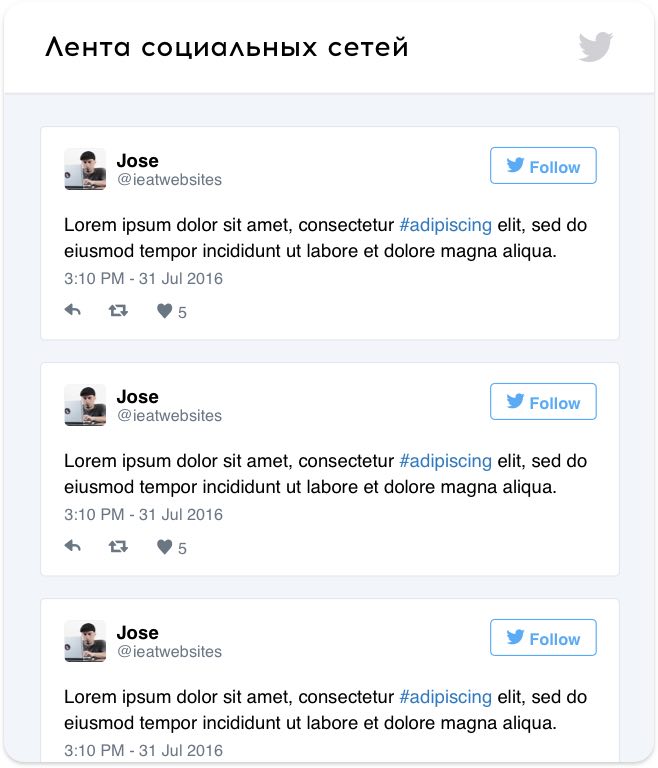 Лента социальных сетей
Jose
@ieatwebsites
Follow
Lorem ipsum dolor sit amet, consectetur #adipiscing elit, sed do
eiusmod tempor incididunt ut labore et dolore magna aliqua.
3:10 PM - 31 Jul 2016
5
Jose
@ieatwebsites
Follow
Lorem ipsum dolor sit amet, consectetur #adipiscing elit, sed do
eiusmod tempor incididunt ut labore et dolore magna aliqua.
3:10 PM - 31 Jul 2016
5
Jose
@ieatwebsites
Follow
Lorem ipsum dolor sit amet, consectetur #adipiscing elit, sed do
eiusmod tempor incididunt ut labore et dolore magna aliqua.
3:10 PM - 31 Jul 2016